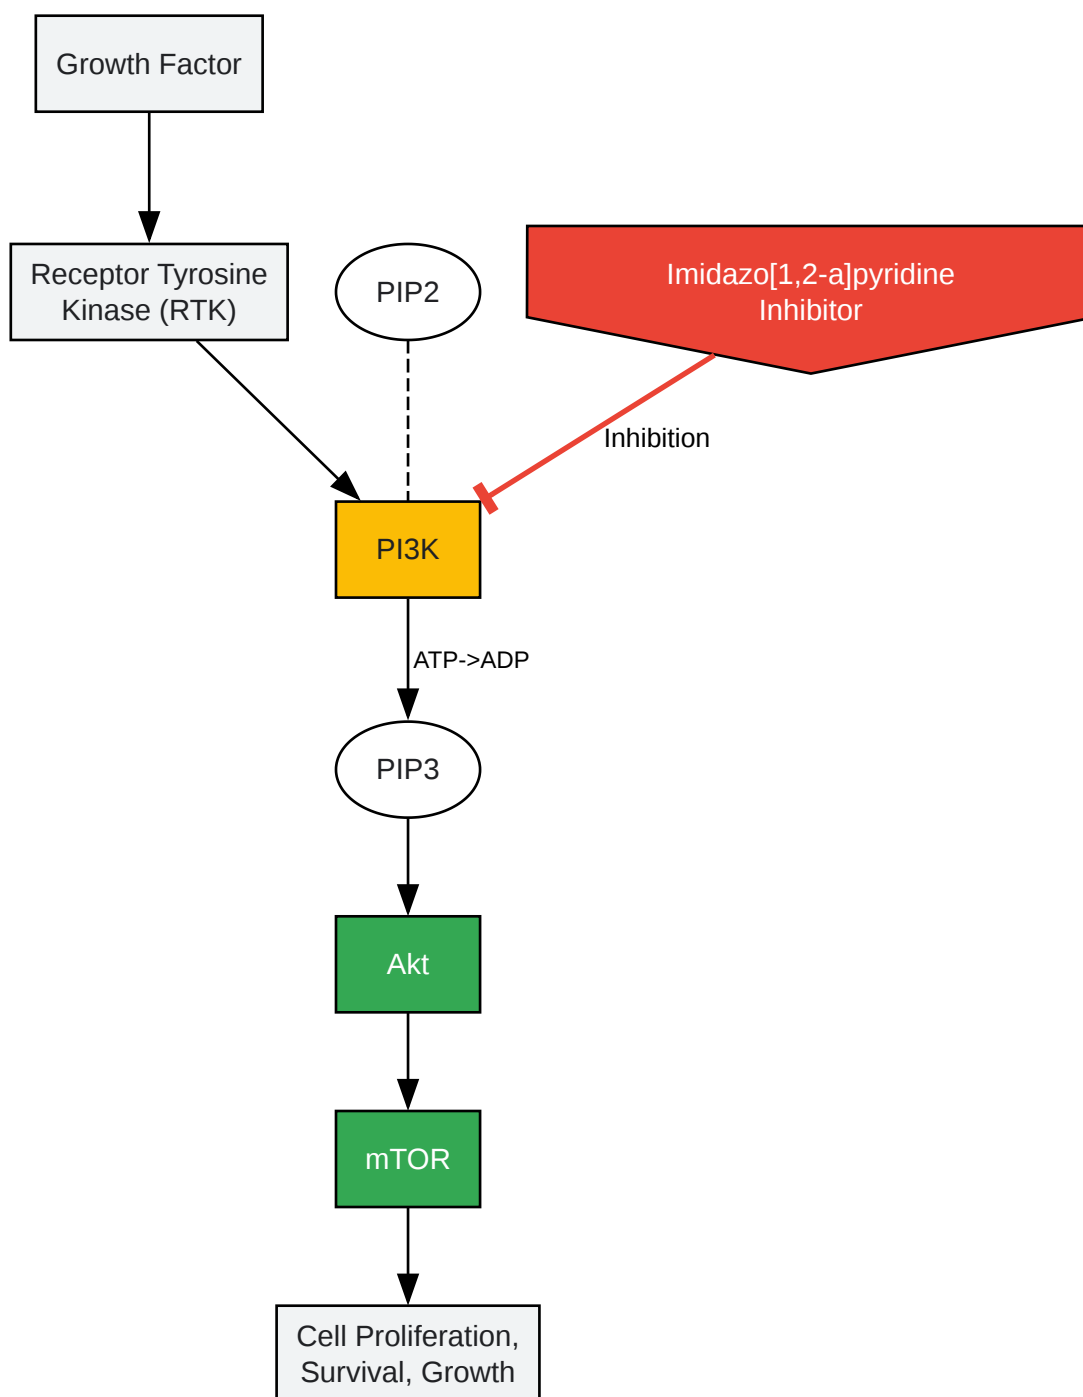 Growth Factor
Receptor Tyrosine
Kinase (RTK)
PIP2
Imidazo[1,2-a]pyridine
Inhibitor
Inhibition
PI3K
ATP->ADP
PIP3
Akt
mTOR
Cell Proliferation,
Survival, Growth